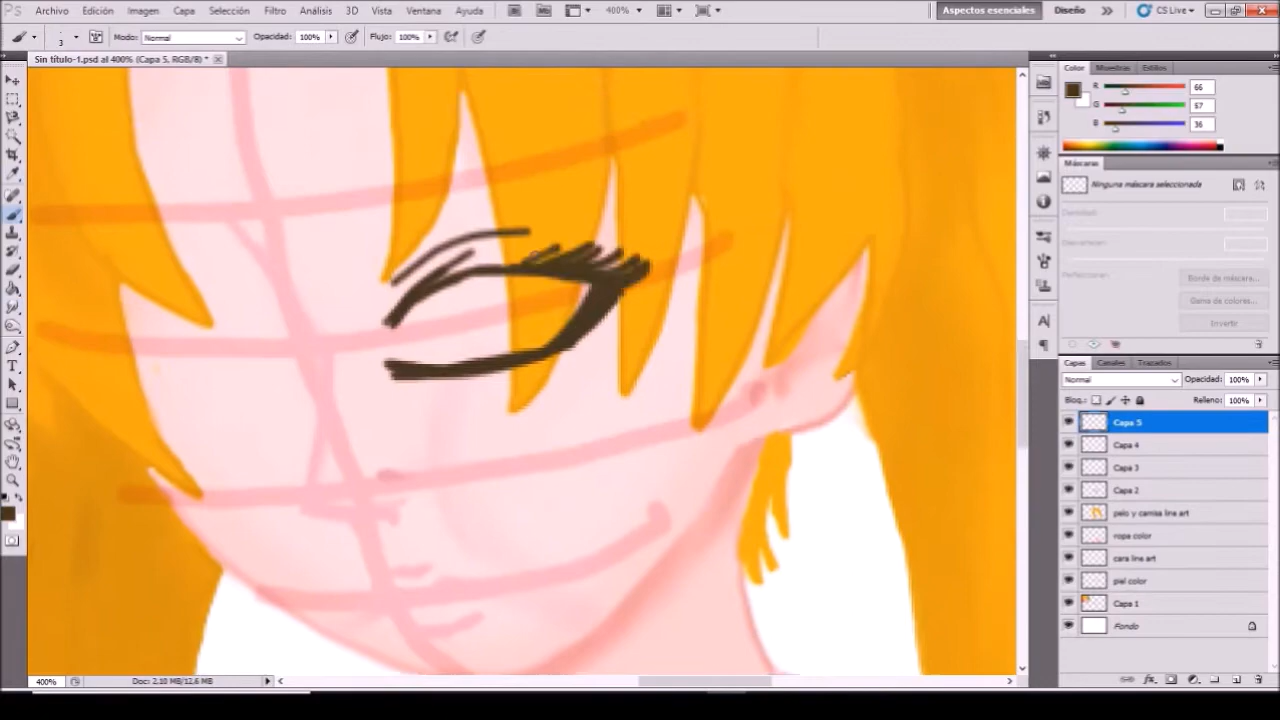 PS Archivo Edición Imagen Capa Selección Filtro Análisis 3D Vista Ventana Ayuda 400% Aspectos esenciales Diseño CS Live
3 Modo: Normal Opacidad: 100% Flujo: 100%
Sin título-1.psd al 400% (Capa 5, RGB/8) *
Color Muestras Estilos
R 66
G 57
B 36
Máscaras
Ninguna máscara seleccionada
Densidad:
Desvanecer:
Perfeccionar:
Borde de máscara...
Gama de colores...
Invertir
Capas Canales Trazados
Normal Opacidad: 100%
Bloq.: Relleno: 100%
Capa 5
Capa 4
Capa 3
Capa 2
pelo y camisa line art
ropa color
cara line art
piel color
Capa 1
Fondo
400% Doc: 2,10 MB/12,6 MB